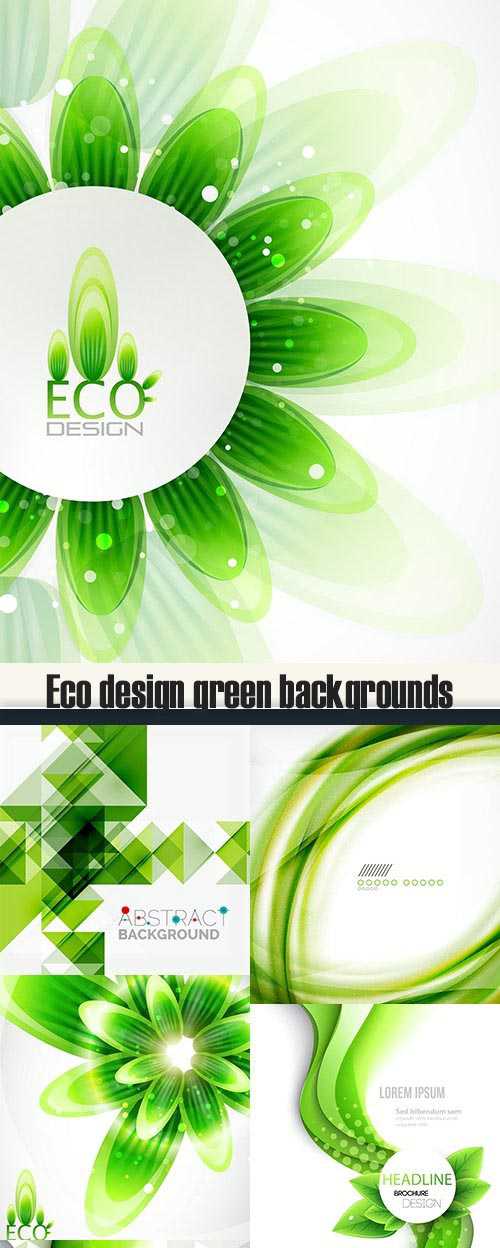 ECO
DESIGN
Eco design green backgrounds
ABSTRACT
BACKGROUND
LOREM IPSUM
Sed bibendum sem
HEADLINE
BROCHURE
DESIGN
ECO